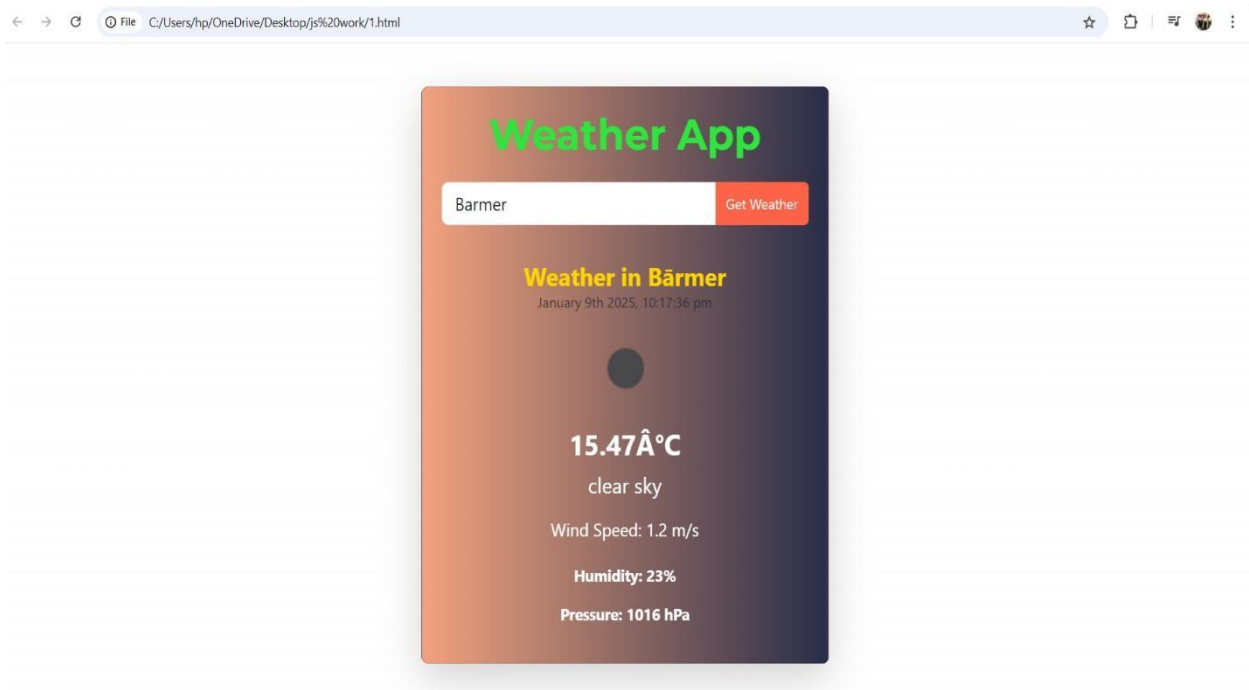 File C:/Users/hp/OneDrive/Desktop/js%20work/1.html
Weather App
Barmer Get Weather
Weather in Bārmer
January 9th 2025, 10:17:36 pm
15.47Â°C
clear sky
Wind Speed: 1.2 m/s
Humidity: 23%
Pressure: 1016 hPa